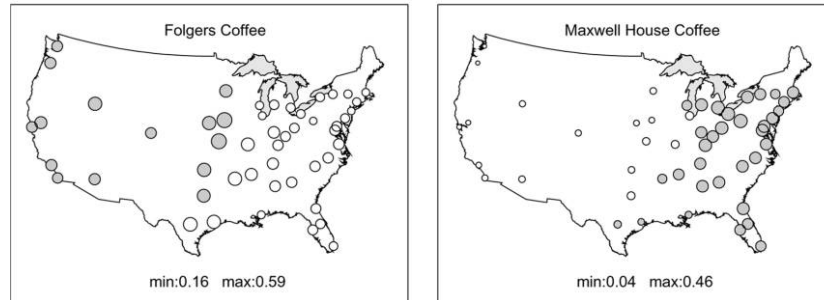 Folgers Coffee
min:0.16 max:0.59
Maxwell House Coffee
min:0.04 max:0.46